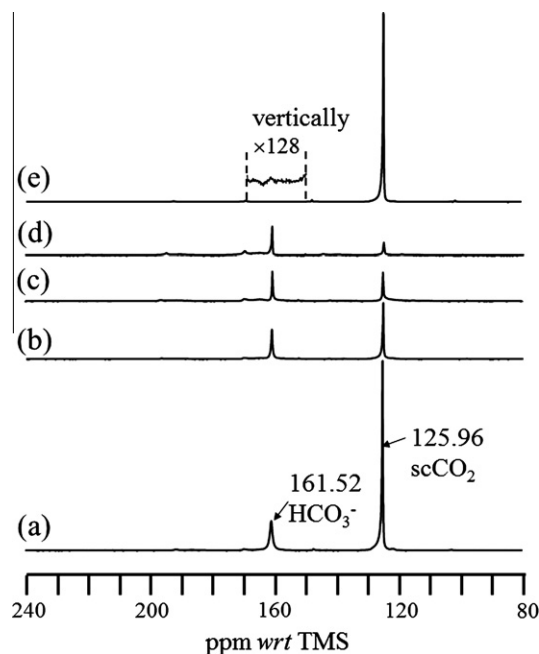 vertically
×128
(e)
(d)
(c)
(b)
125.96
scCO₂
161.52
HCO₃⁻
(a)
240 200 160 120 80
ppm wrt TMS